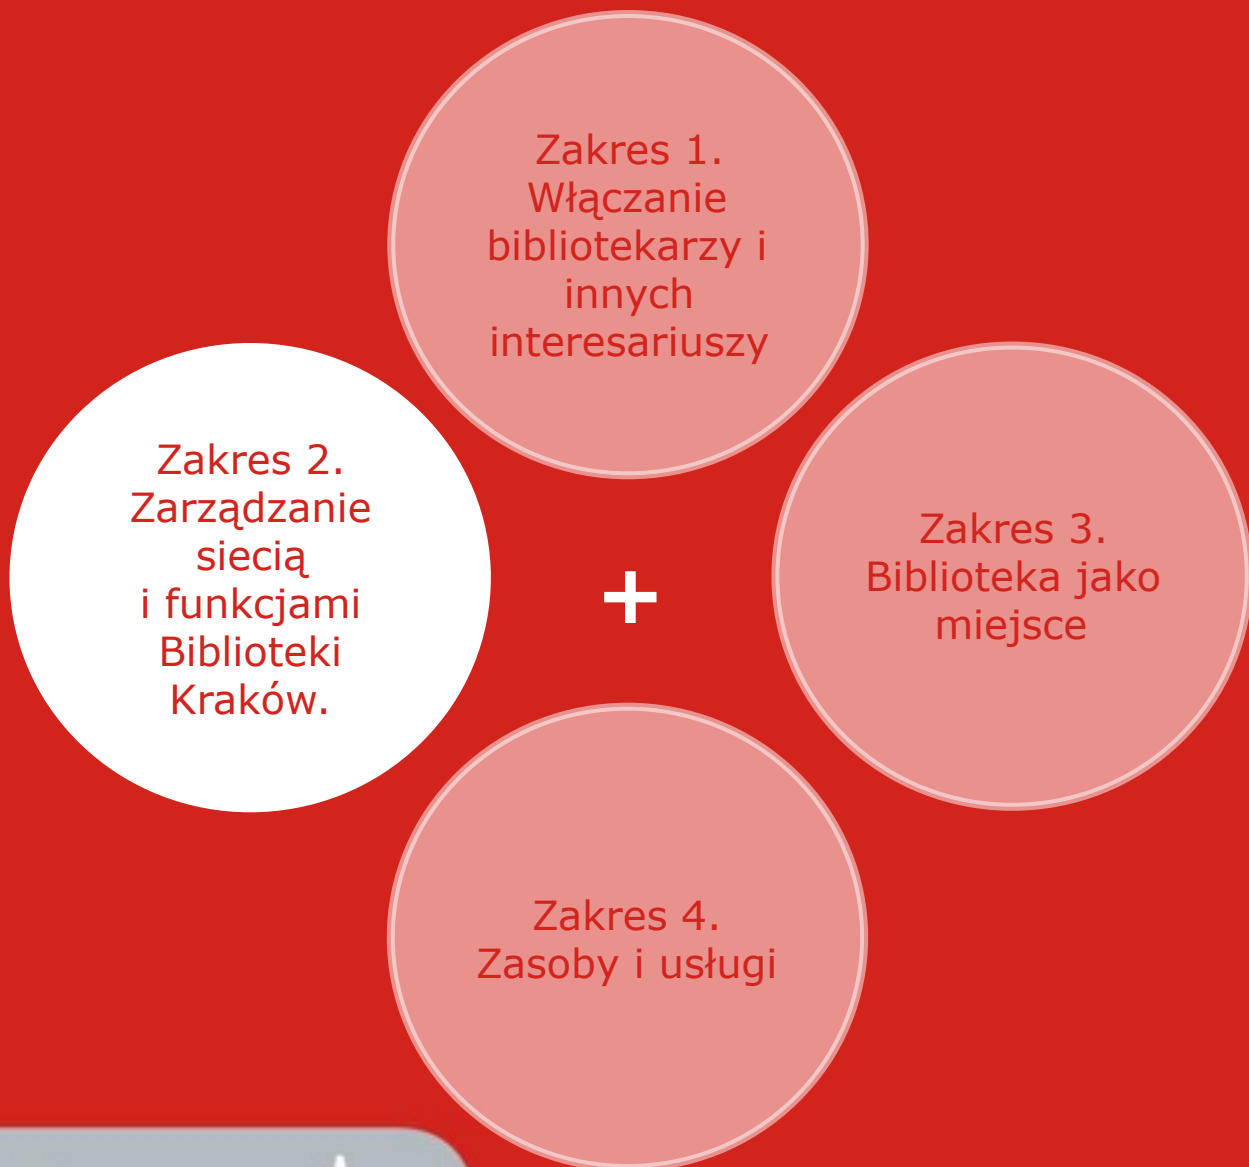 Zakres 1.
Włączanie
bibliotekarzy i
innych
interesariuszy
Zakres 2.
Zarządzanie
siecią
i funkcjami
Biblioteki
Kraków.
+
Zakres 3.
Biblioteka jako
miejsce
Zakres 4.
Zasoby i usługi